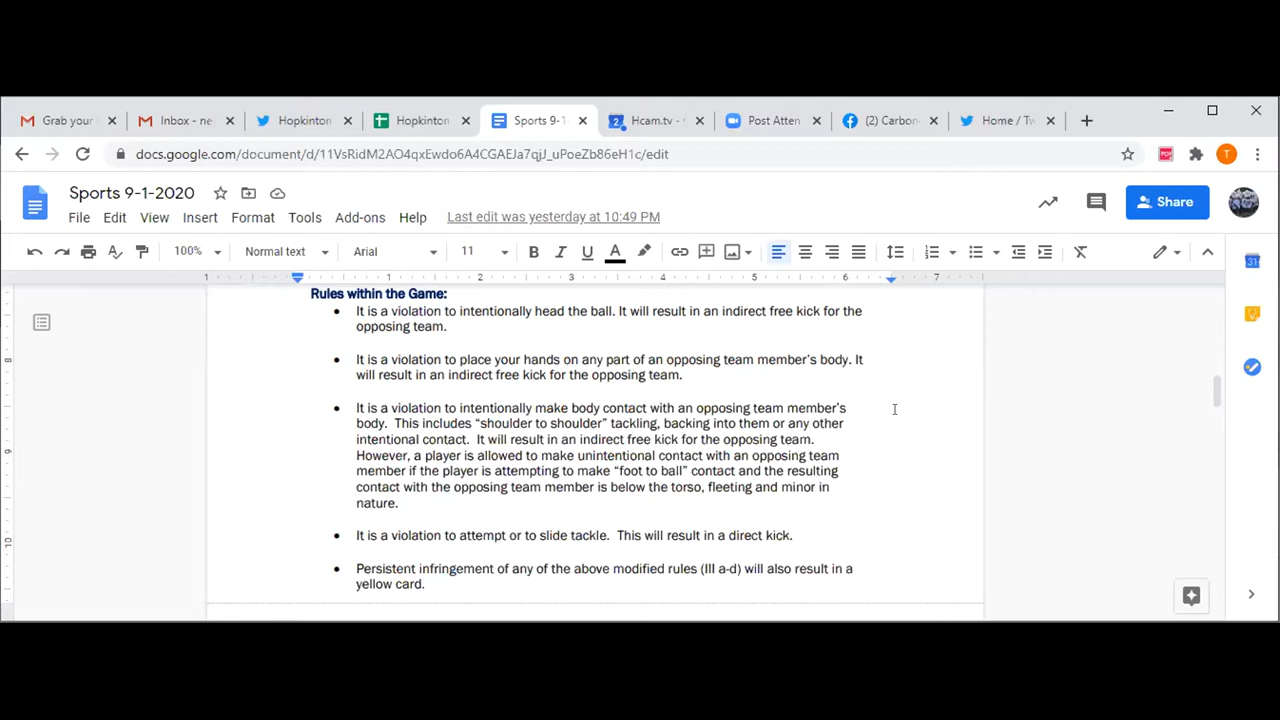 Grab your
Inbox - ne
Hopkinton
Hopkinton
Sports 9-1-
Hcam.tv -
Post Atten
(2) Carbon
Home / Tw
docs.google.com/document/d/11VsRidM2AO4qxEwdo6A4CGAEJa7qjJ_uPoeZb86eH1c/edit
T
Sports 9-1-2020
File Edit View Insert Format Tools Add-ons Help Last edit was yesterday at 10:49 PM
Share
100% Normal text Arial 11
1 1 2 3 4 5 6 7
Rules within the Game:
• It is a violation to intentionally head the ball. It will result in an indirect free kick for the
opposing team.
• It is a violation to place your hands on any part of an opposing team member's body. It
will result in an indirect free kick for the opposing team.
• It is a violation to intentionally make body contact with an opposing team member's
body. This includes “shoulder to shoulder” tackling, backing into them or any other
intentional contact. It will result in an indirect free kick for the opposing team.
However, a player is allowed to make unintentional contact with an opposing team
member if the player is attempting to make “foot to ball” contact and the resulting
contact with the opposing team member is below the torso, fleeting and minor in
nature.
• It is a violation to attempt or to slide tackle. This will result in a direct kick.
• Persistent infringement of any of the above modified rules (III a-d) will also result in a
yellow card.
8
9
10